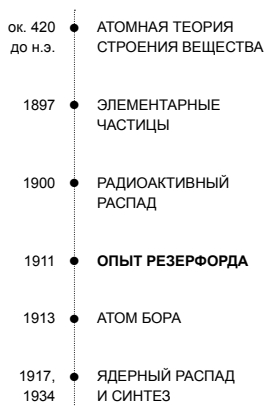 ок. 420 АТОМНАЯ ТЕОРИЯ
до н.э. СТРОЕНИЯ ВЕЩЕСТВА
1897 ЭЛЕМЕНТАРНЫЕ
ЧАСТИЦЫ
1900 РАДИОАКТИВНЫЙ
РАСПАД
1911 ОПЫТ РЕЗЕРФОРДА
1913 АТОМ БОРА
1917, ЯДЕРНЫЙ РАСПАД
1934 И СИНТЕЗ